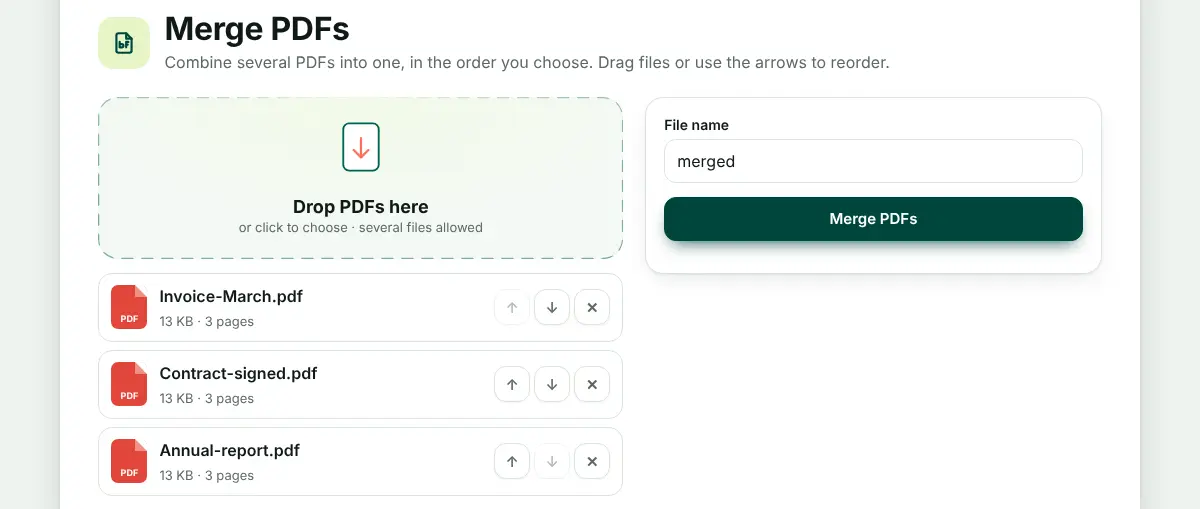 bF
Merge PDFs
Combine several PDFs into one, in the order you choose. Drag files or use the arrows to reorder.
Drop PDFs here
or click to choose · several files allowed
PDF
Invoice-March.pdf
13 KB · 3 pages
PDF
Contract-signed.pdf
13 KB · 3 pages
PDF
Annual-report.pdf
13 KB · 3 pages
File name
merged
Merge PDFs